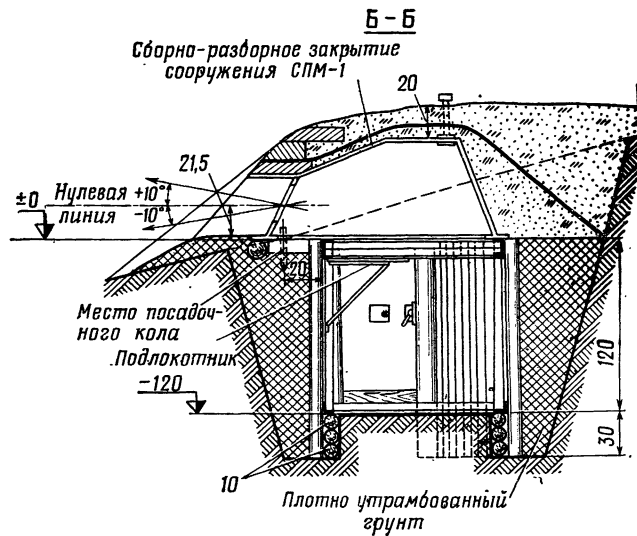 Б - Б
Сборно-разборное закрытие
сооружения СПМ-1
20
21,5
±0
Нулевая +10°
линия -10°
20
Место посадоч-
ного кола
Подлокотник
-120
120
30
10
Плотно утрамбованный
грунт